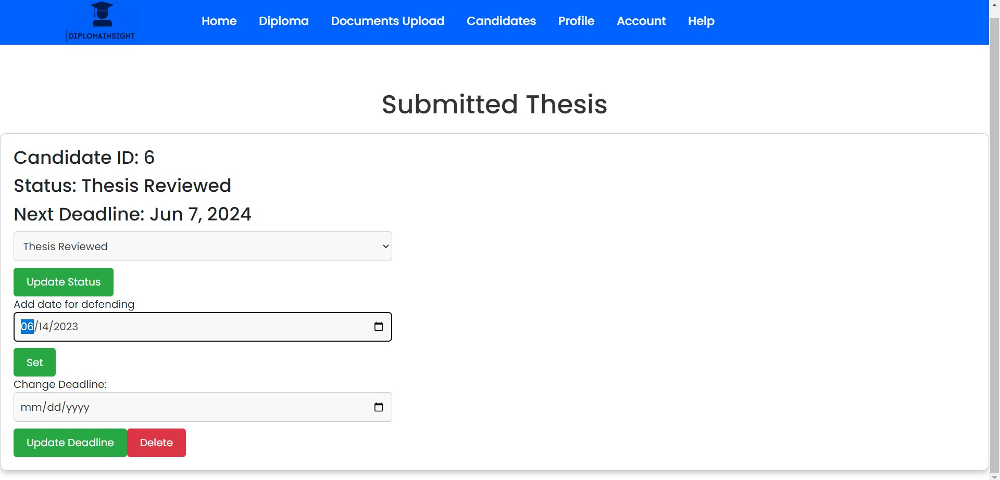 DIPLOMAINSIGHT
Home Diploma Documents Upload Candidates Profile Account Help
Submitted Thesis
Candidate ID: 6
Status: Thesis Reviewed
Next Deadline: Jun 7, 2024
Thesis Reviewed
Update Status
Add date for defending
06/14/2023
Set
Change Deadline:
mm/dd/yyyy
Update Deadline Delete